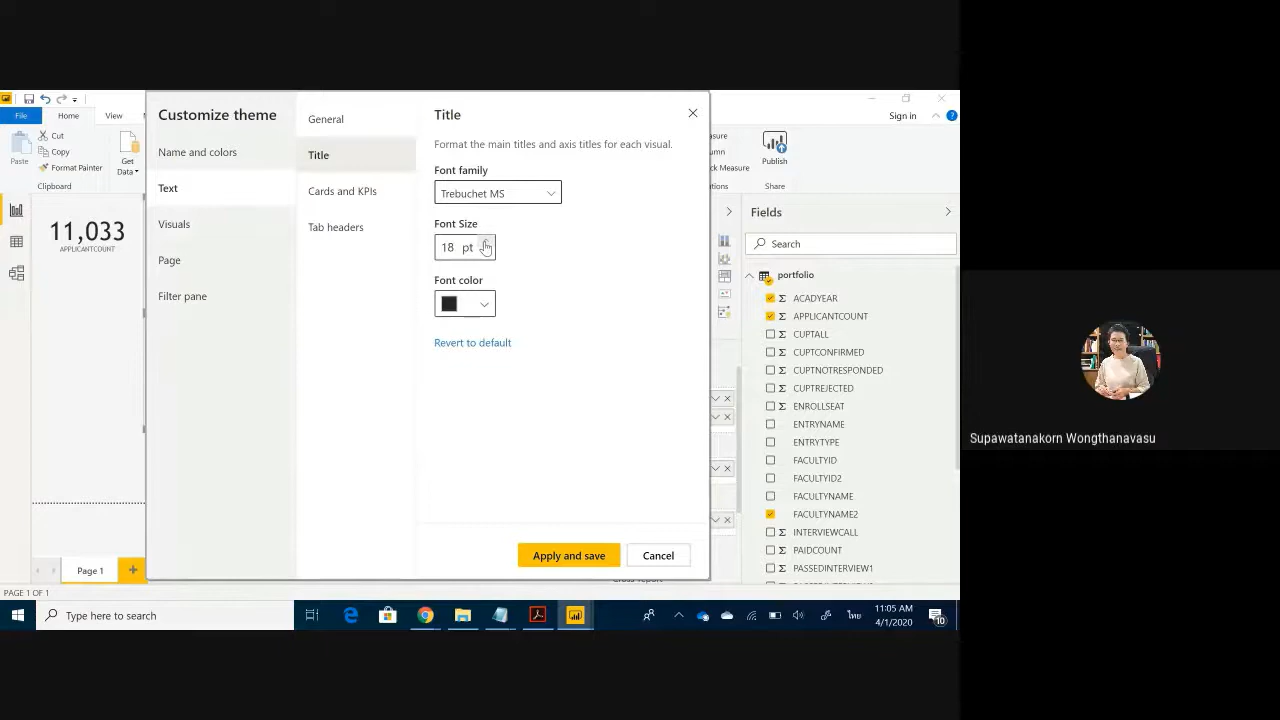 Sign in
File
Home
View
Cut
Copy
Format Painter
Paste
Clipboard
Get
Data
Measure
Publish
Share
11,033
APPLICANTCOUNT
Customize theme
Name and colors
Text
Visuals
Page
Filter pane
General
Title
Cards and KPIs
Tab headers
Title
Format the main titles and axis titles for each visual.
Font family
Trebuchet MS
Font Size
18 pt
Font color
Revert to default
Apply and save
Cancel
Fields
Search
portfolio
ACADYEAR
APPLICANTCOUNT
CUPTALL
CUPTCONFIRMED
CUPTNOTRESPONDED
CUPTREJECTED
ENROLLSEAT
ENTRYNAME
ENTRYTYPE
FACULTYID
FACULTYID2
FACULTYNAME
FACULTYNAME2
INTERVIEWCALL
PAIDCOUNT
PASSEDINTERVIEW1
Page 1
PAGE 1 OF 1
Type here to search
ไทย
11:05 AM
4/1/2020
10
Supawatanakorn Wongthanavasu